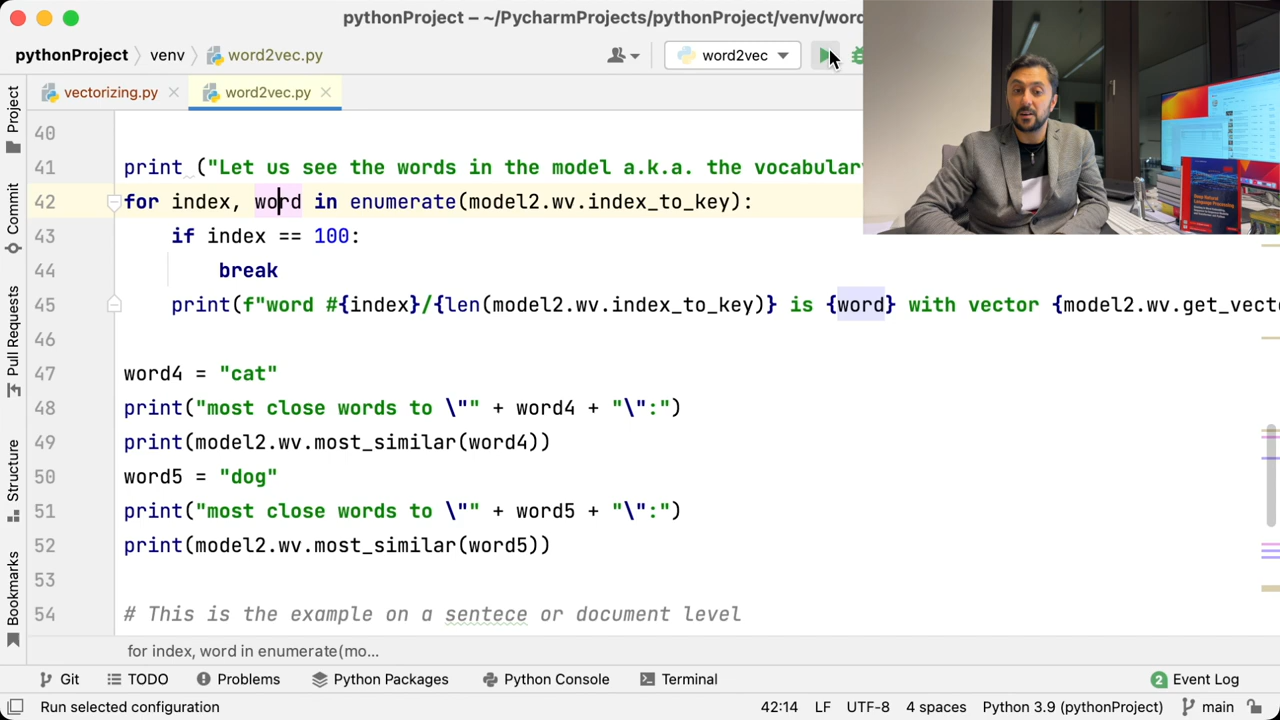 pythonProject – ~/PycharmProjects/pythonProject/venv/word
pythonProject venv word2vec.py word2vec
vectorizing.py word2vec.py
Project
Commit
Pull Requests
Structure
Bookmarks
40
41 print ("Let us see the words in the model a.k.a. the vocabulary
42 for index, word in enumerate(model2.wv.index_to_key):
43 if index == 100:
44 break
45 print(f"word #{index}/{len(model2.wv.index_to_key)} is {word} with vector {model2.wv.get_vecto
46
47 word4 = "cat"
48 print("most close words to \"" + word4 + "\":")
49 print(model2.wv.most_similar(word4))
50 word5 = "dog"
51 print("most close words to \"" + word5 + "\":")
52 print(model2.wv.most_similar(word5))
53
54 # This is the example on a sentece or document level
for index, word in enumerate(mo...
Git TODO Problems Python Packages Python Console Terminal 2 Event Log
Run selected configuration 42:14 LF UTF-8 4 spaces Python 3.9 (pythonProject) main